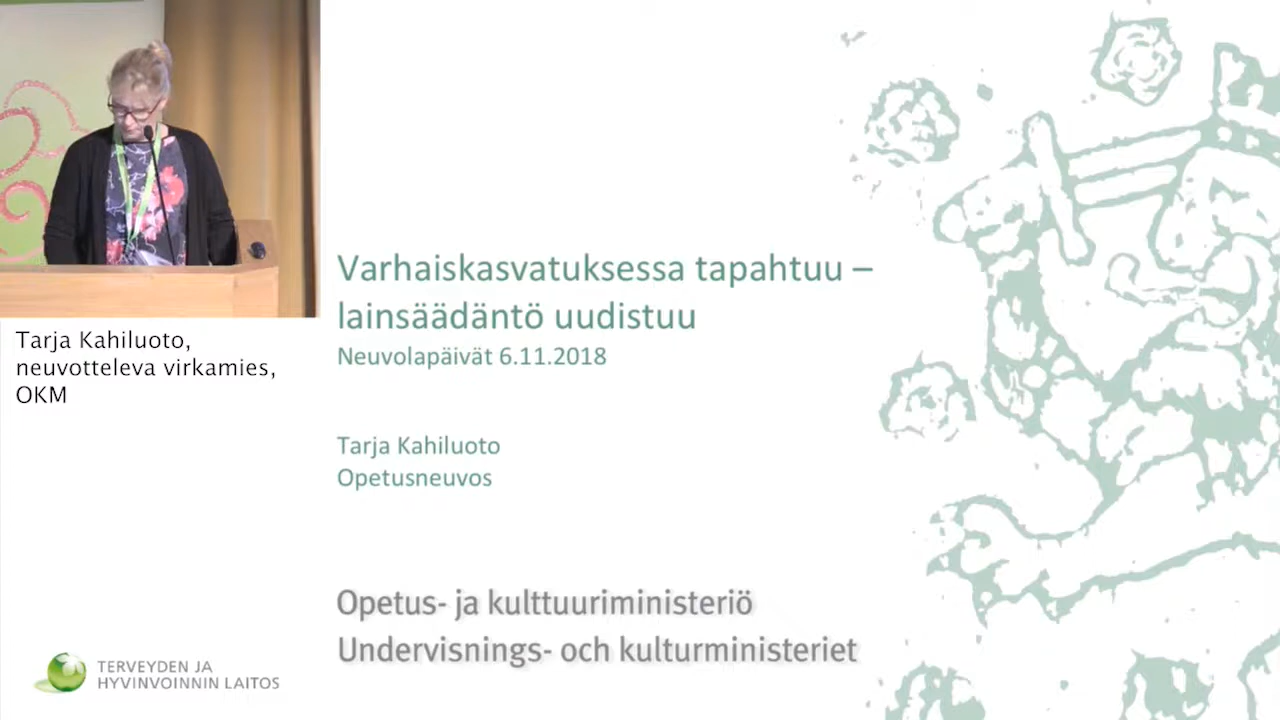 Varhaiskasvatuksessa tapahtuu –
lainsäädäntö uudistuu
Neuvolapäivät 6.11.2018
Tarja Kahiluoto,
neuvotteleva virkamies,
OKM
Tarja Kahiluoto
Opetusneuvos
Opetus- ja kulttuuriministeriö
Undervisnings- och kulturministeriet
TERVEYDEN JA
HYVINVOINNIN LAITOS